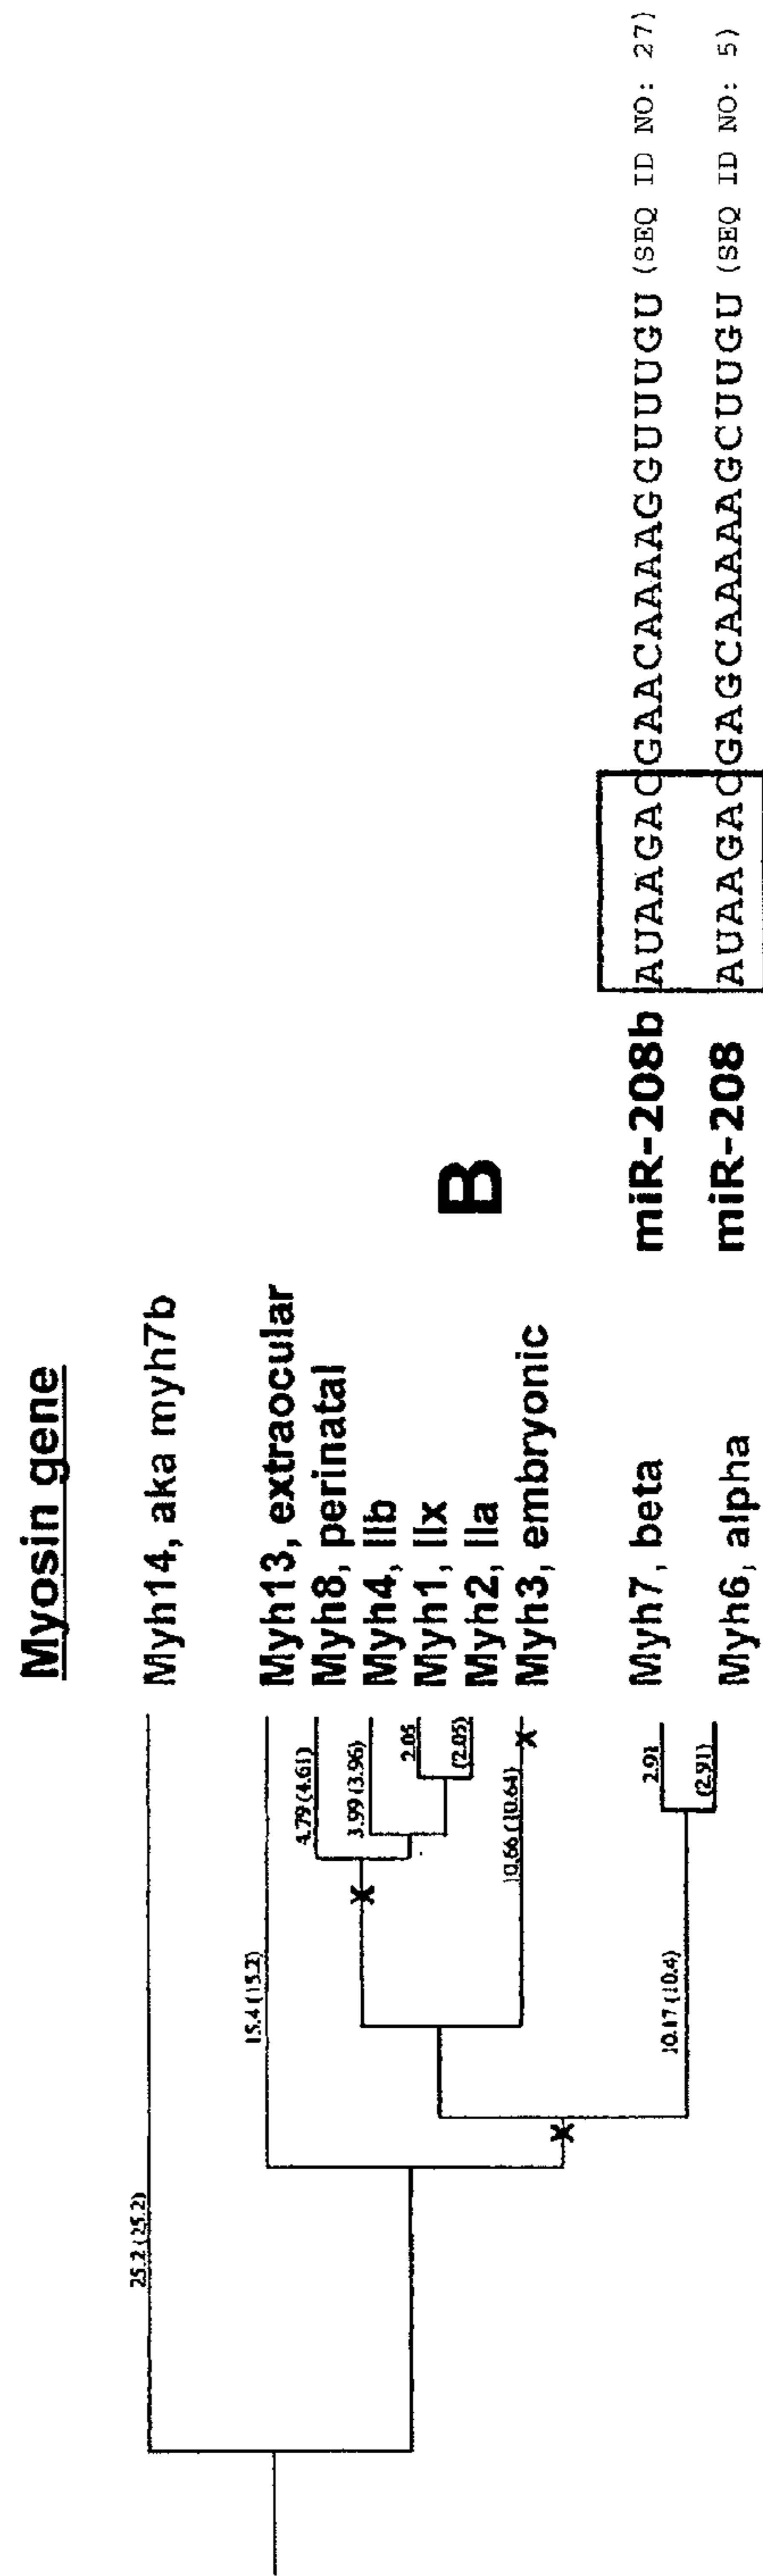 Myosin gene
25.2 (25.2)
Myh14, aka myh7b
15.4 (15.2)
Myh13, extraocular
4.79 (4.61)
Myh8, perinatal
3.99 (3.96)
Myh4, IIb
2.05
Myh1, IIx
(2.05)
Myh2, IIa
10.66 (10.64)
Myh3, embryonic
10.17 (10.4)
2.91
Myh7, beta
(2.91)
Myh6, alpha
B
miR-208b AUAAGACGAACAAAAGGUUUGU (SEQ ID NO: 27)
miR-208 AUAAGACGAGCAAAAAGCUUGU (SEQ ID NO: 5)